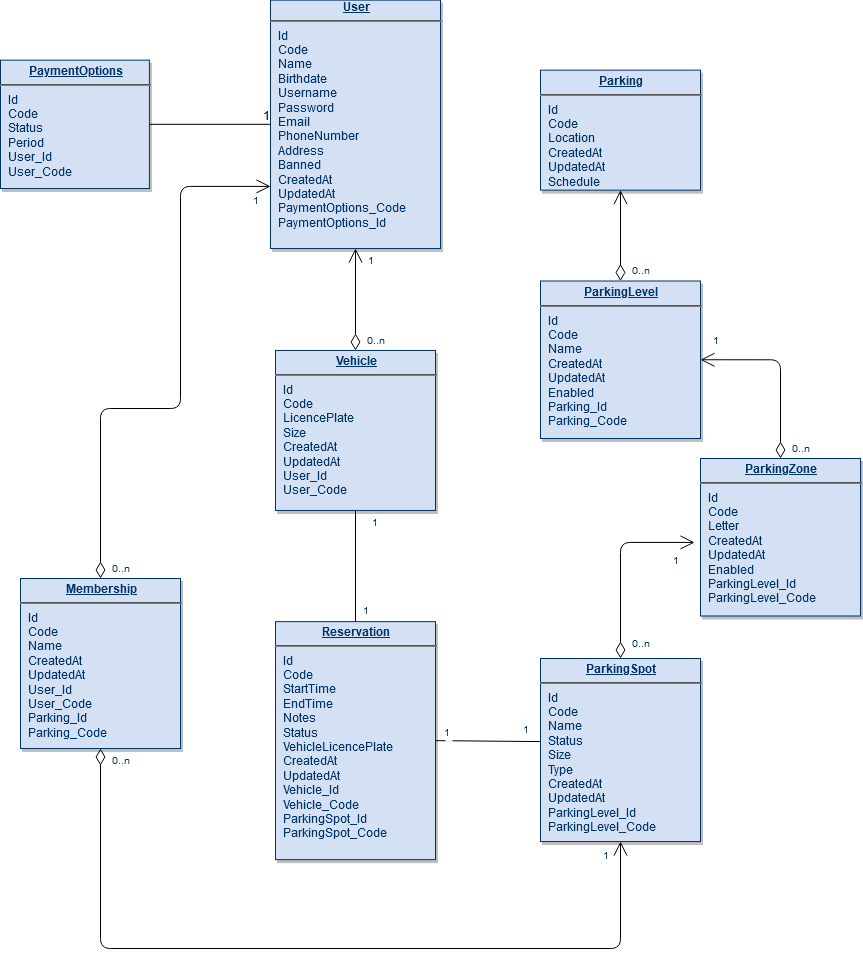 User
Id
Code
Name
Birthdate
Username
Password
Email
PhoneNumber
Address
Banned
CreatedAt
UpdatedAt
PaymentOptions_Code
PaymentOptions_Id
PaymentOptions
Id
Code
Status
Period
User_Id
User_Code
1
1
1
0..n
Vehicle
Id
Code
LicencePlate
Size
CreatedAt
UpdatedAt
User_Id
User_Code
1
1
0..n
Membership
Id
Code
Name
CreatedAt
UpdatedAt
User_Id
User_Code
Parking_Id
Parking_Code
0..n
Reservation
Id
Code
StartTime
EndTime
Notes
Status
VehicleLicencePlate
CreatedAt
UpdatedAt
Vehicle_Id
Vehicle_Code
ParkingSpot_Id
ParkingSpot_Code
1
1
Parking
Id
Code
Location
CreatedAt
UpdatedAt
Schedule
0..n
ParkingLevel
Id
Code
Name
CreatedAt
UpdatedAt
Enabled
Parking_Id
Parking_Code
1
0..n
ParkingZone
Id
Code
Letter
CreatedAt
UpdatedAt
Enabled
ParkingLevel_Id
ParkingLevel_Code
1
0..n
ParkingSpot
Id
Code
Name
Status
Size
Type
CreatedAt
UpdatedAt
ParkingLevel_Id
ParkingLevel_Code
1